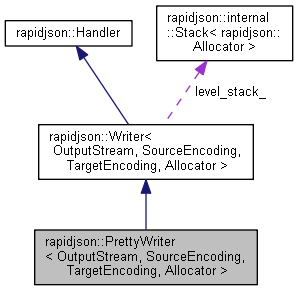 rapidjson::Handler
rapidjson::internal
::Stack< rapidjson::
Allocator >
level_stack_
rapidjson::Writer<
OutputStream, SourceEncoding,
TargetEncoding, Allocator >
rapidjson::PrettyWriter
< OutputStream, SourceEncoding,
TargetEncoding, Allocator >